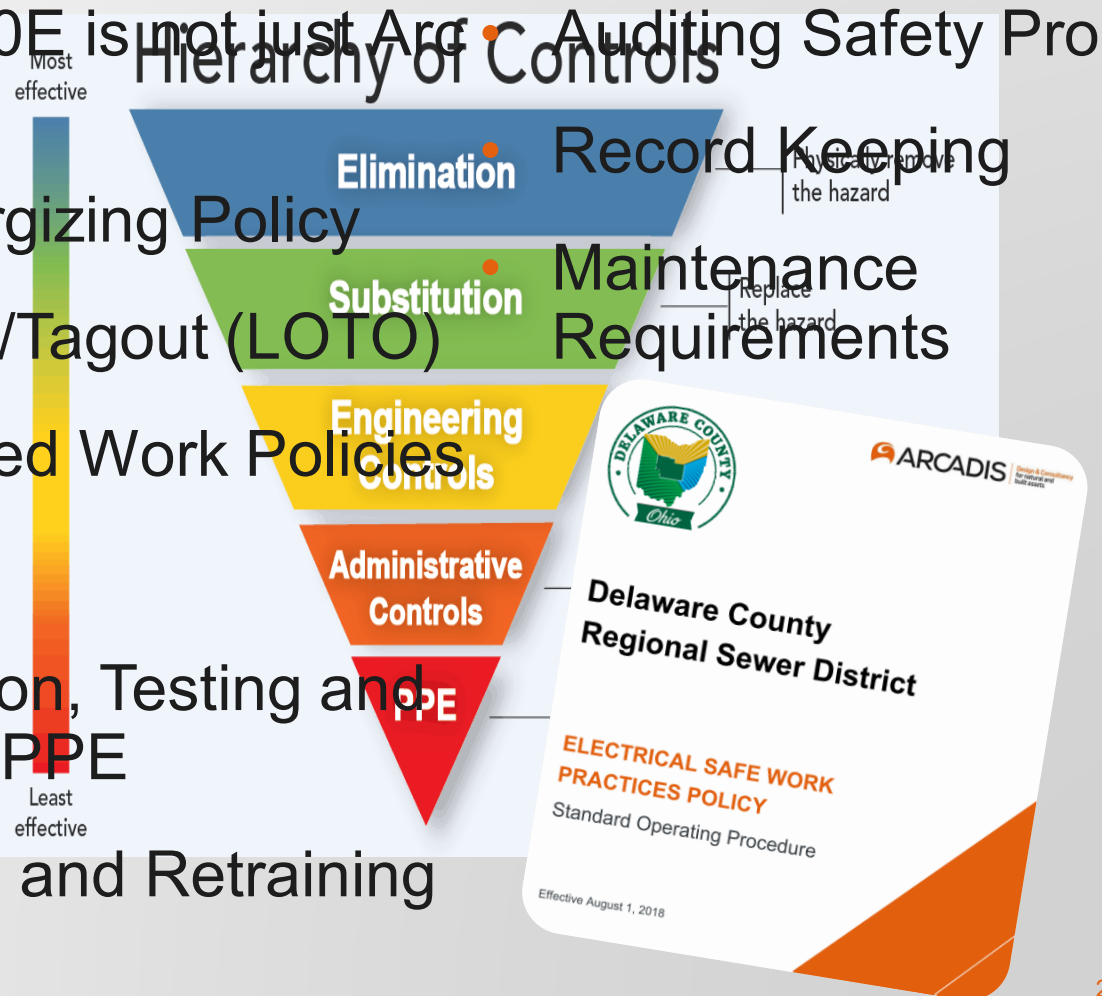 0E is not just Arc
rgizing Policy
/Tagout (LOTO)
ed Work Policies
on, Testing and
PPE
and Retraining
Auditing Safety Pro
Record Keeping
Maintenance
Requirements
Hierarchy of Controls
Most
effective
Least
effective
Elimination
Substitution
Engineering
Controls
Administrative
Controls
PPE
Physically remove
the hazard
Replace
the hazard
DELAWARE COUNTY
Ohio
ARCADIS
Design & Consultancy
for natural and
built assets
Delaware County
Regional Sewer District
ELECTRICAL SAFE WORK
PRACTICES POLICY
Standard Operating Procedure
Effective August 1, 2018